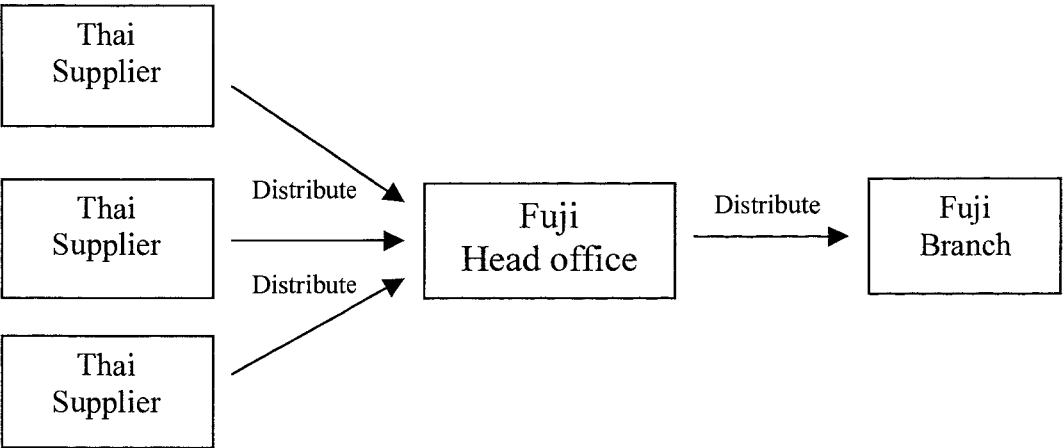 Thai
Supplier
Distribute
Thai
Supplier
Distribute
Thai
Supplier
Fuji
Head office
Distribute
Fuji
Branch